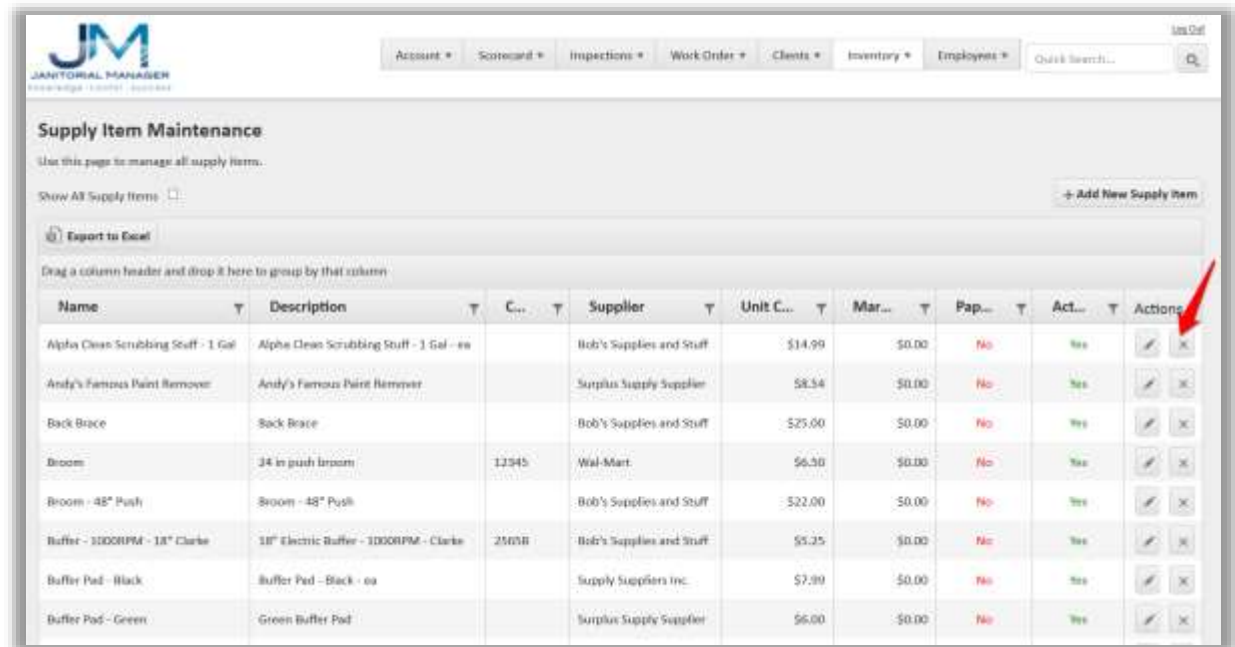 Log Out
JM
JANITORIAL MANAGER
knowledge control success
Account Scorecard Inspections Work Order Clients Inventory Employees Quick Search...
Supply Item Maintenance
Use this page to manage all supply items.
Show All Supply Items
+ Add New Supply Item
Export to Excel
Drag a column header and drop it here to group by that column
Name Description C... Supplier Unit C... Mar... Pap... Act... Actions
Alpha Clean Scrubbing Stuff - 1 Gal Alpha Clean Scrubbing Stuff - 1 Gal - ea Bob's Supplies and Stuff $14.99 $0.00 No Yes
Andy's Famous Paint Remover Andy's Famous Paint Remover Surplus Supply Supplier $8.54 $0.00 No Yes
Back Brace Back Brace Bob's Supplies and Stuff $25.00 $0.00 No Yes
Broom 24 in push broom 12345 Wal-Mart $6.50 $0.00 No Yes
Broom - 48" Push Broom - 48" Push Bob's Supplies and Stuff $22.00 $0.00 No Yes
Buffer - 1000RPM - 18" Clarke 18" Electric Buffer - 1000RPM - Clarke Bob's Supplies and Stuff $5.25 $0.00 No Yes
Buffer Pad - Black Buffer Pad - Black - ea Supply Suppliers Inc. $7.99 $0.00 No Yes
Buffer Pad - Green Green Buffer Pad Surplus Supply Supplier $6.00 $0.00 No Yes